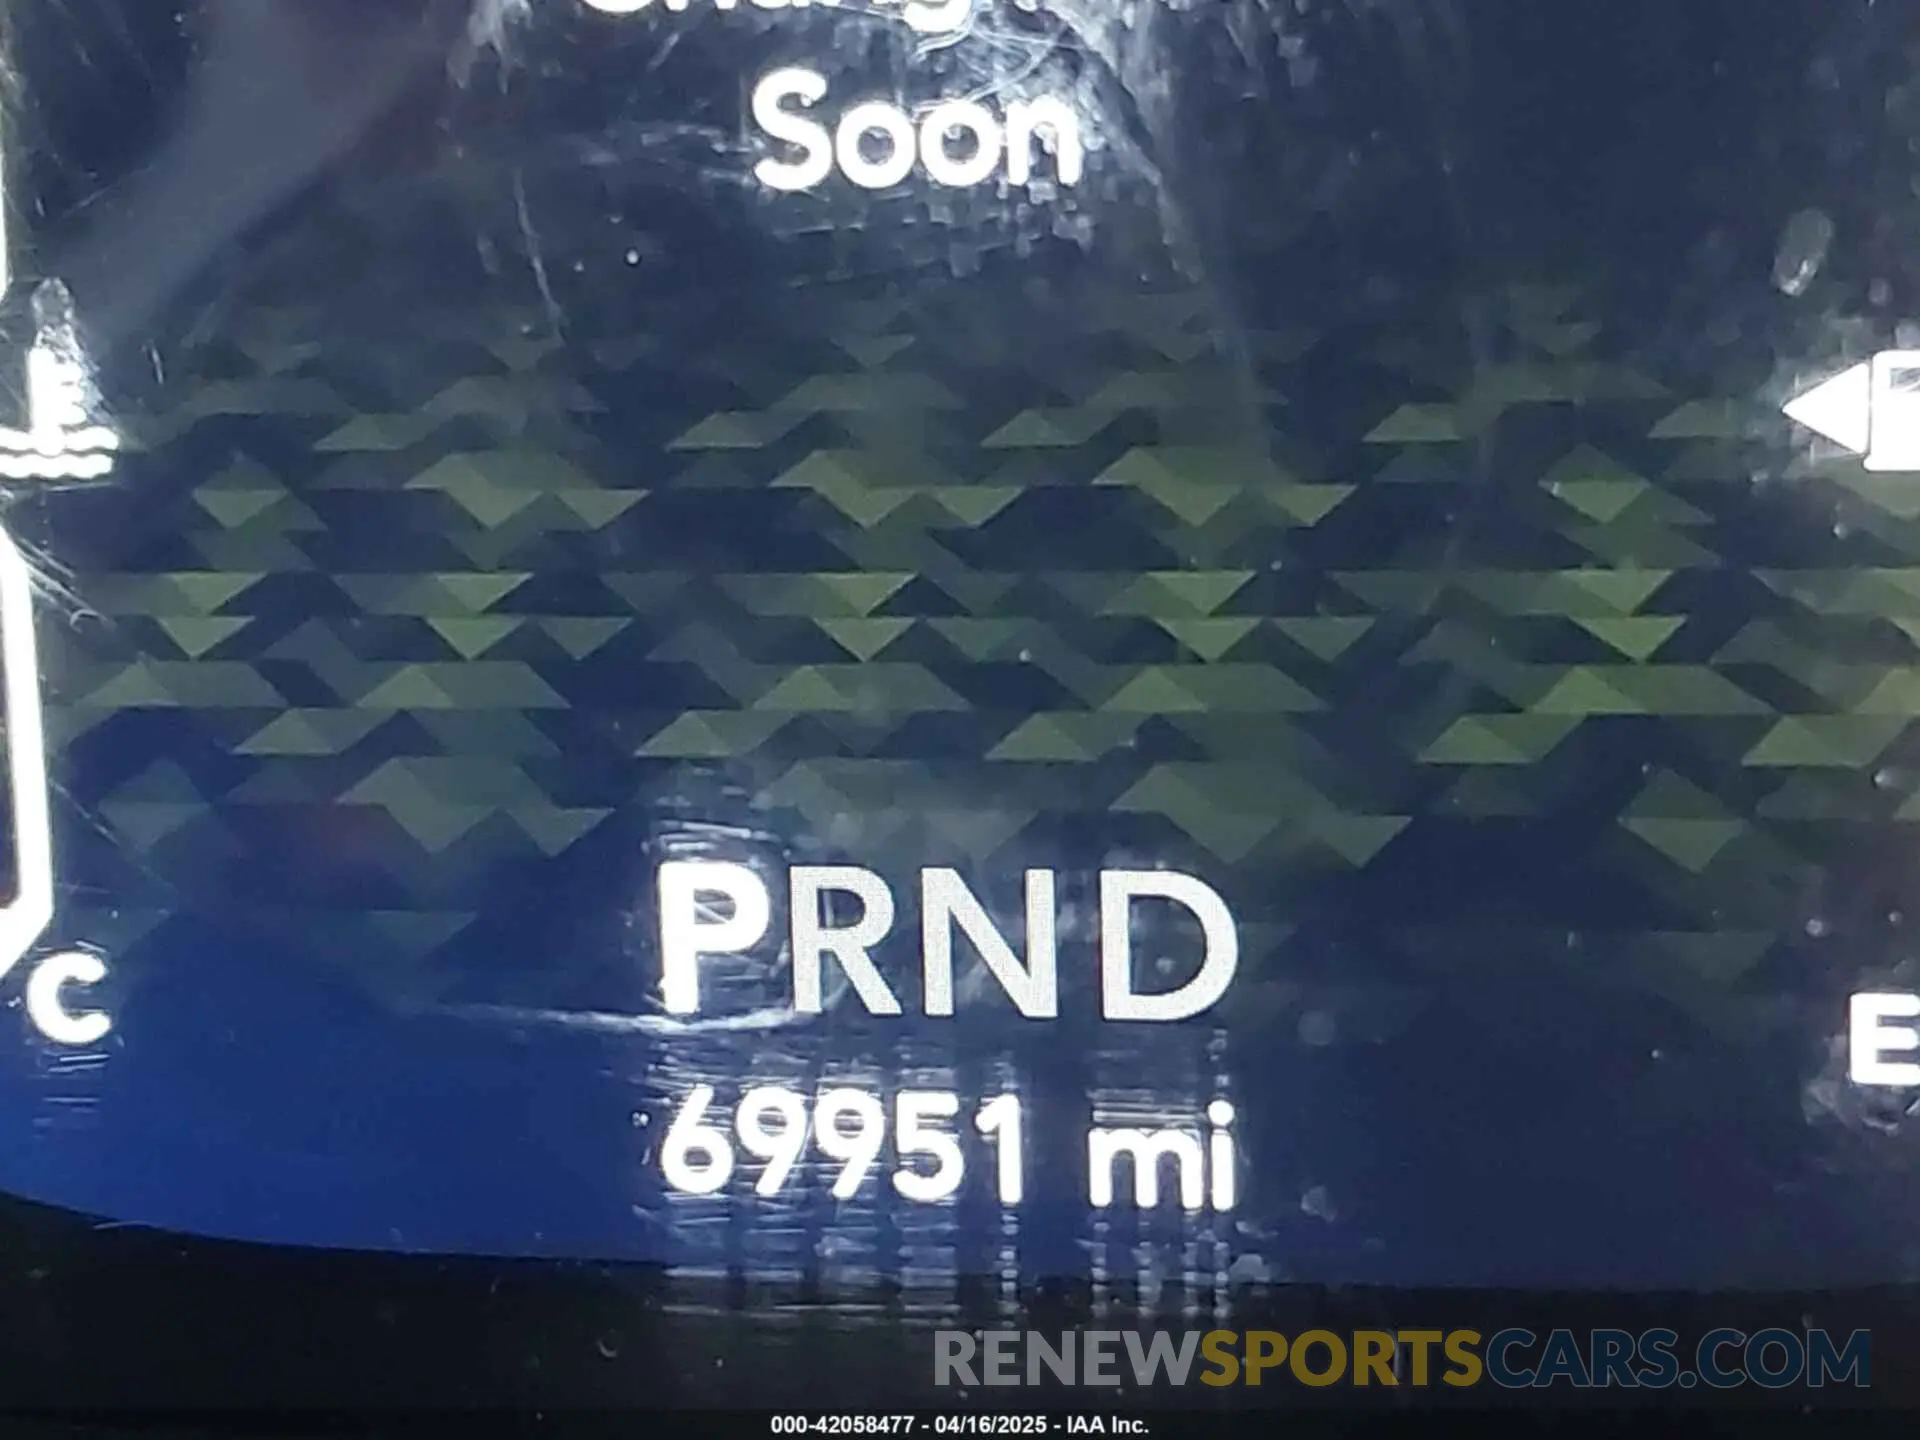 Soon
PRND
C
E
69951 mi
RENEWSPORTSCARS.COM
000-42058477 - 04/16/2025 - IAA Inc.